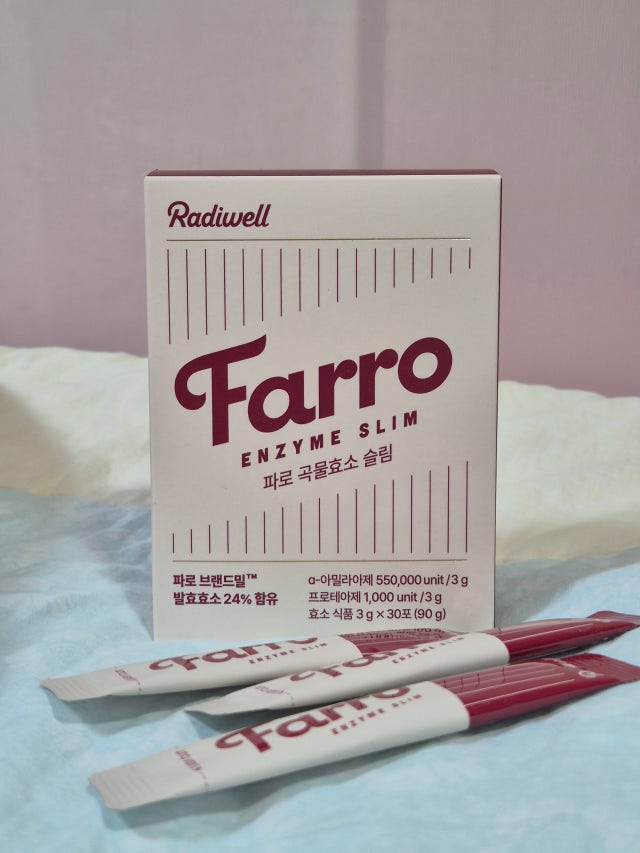 Radiwell
Farro
ENZYME SLIM
파로 곡물효소 슬림
파로 브랜드밀™
발효효소 24% 함유
α-아밀라아제 550,000 unit / 3 g
프로테아제 1,000 unit / 3 g
효소 식품 3 g × 30포 (90 g)
Farro
ENZYME SLIM
Farro
ENZYME SLIM
Farro
ENZYME SLIM